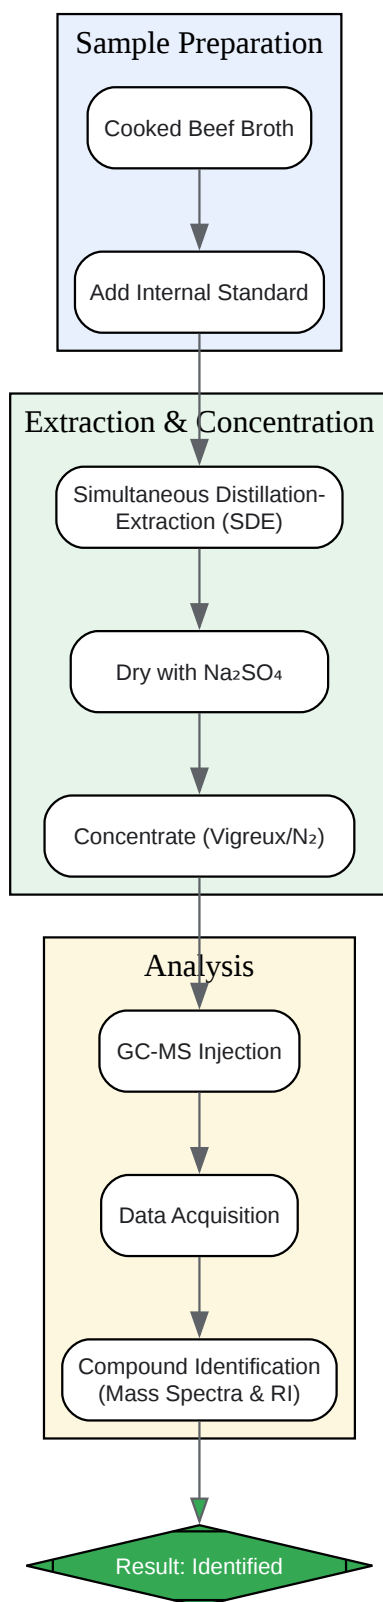 Sample Preparation
Cooked Beef Broth
Add Internal Standard
Extraction & Concentration
Simultaneous Distillation-
Extraction (SDE)
Dry with Na₂SO₄
Concentrate (Vigreux/N₂)
Analysis
GC-MS Injection
Data Acquisition
Compound Identification
(Mass Spectra & RI)
Result: Identified